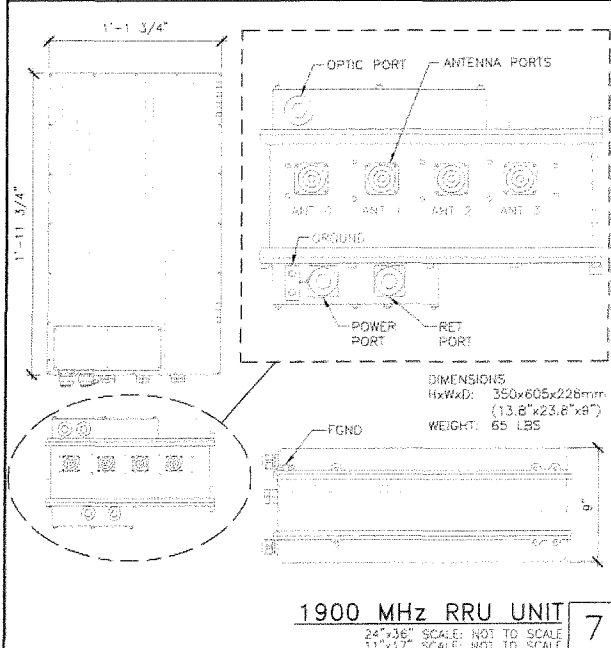 1'-1 3/4"
1'-11 3/4"
OPTIC PORT
ANTENNA PORTS
ANT 0
ANT 1
ANT 2
ANT 3
GROUND
POWER
PORT
RET
PORT
DIMENSIONS
HxWxD: 350x605x228mm
(13.8"x23.8"x9")
WEIGHT: 65 LBS
FGND
9"
1900 MHz RRU UNIT
7
24"x36" SCALE: NOT TO SCALE
11"x17" SCALE: NOT TO SCALE